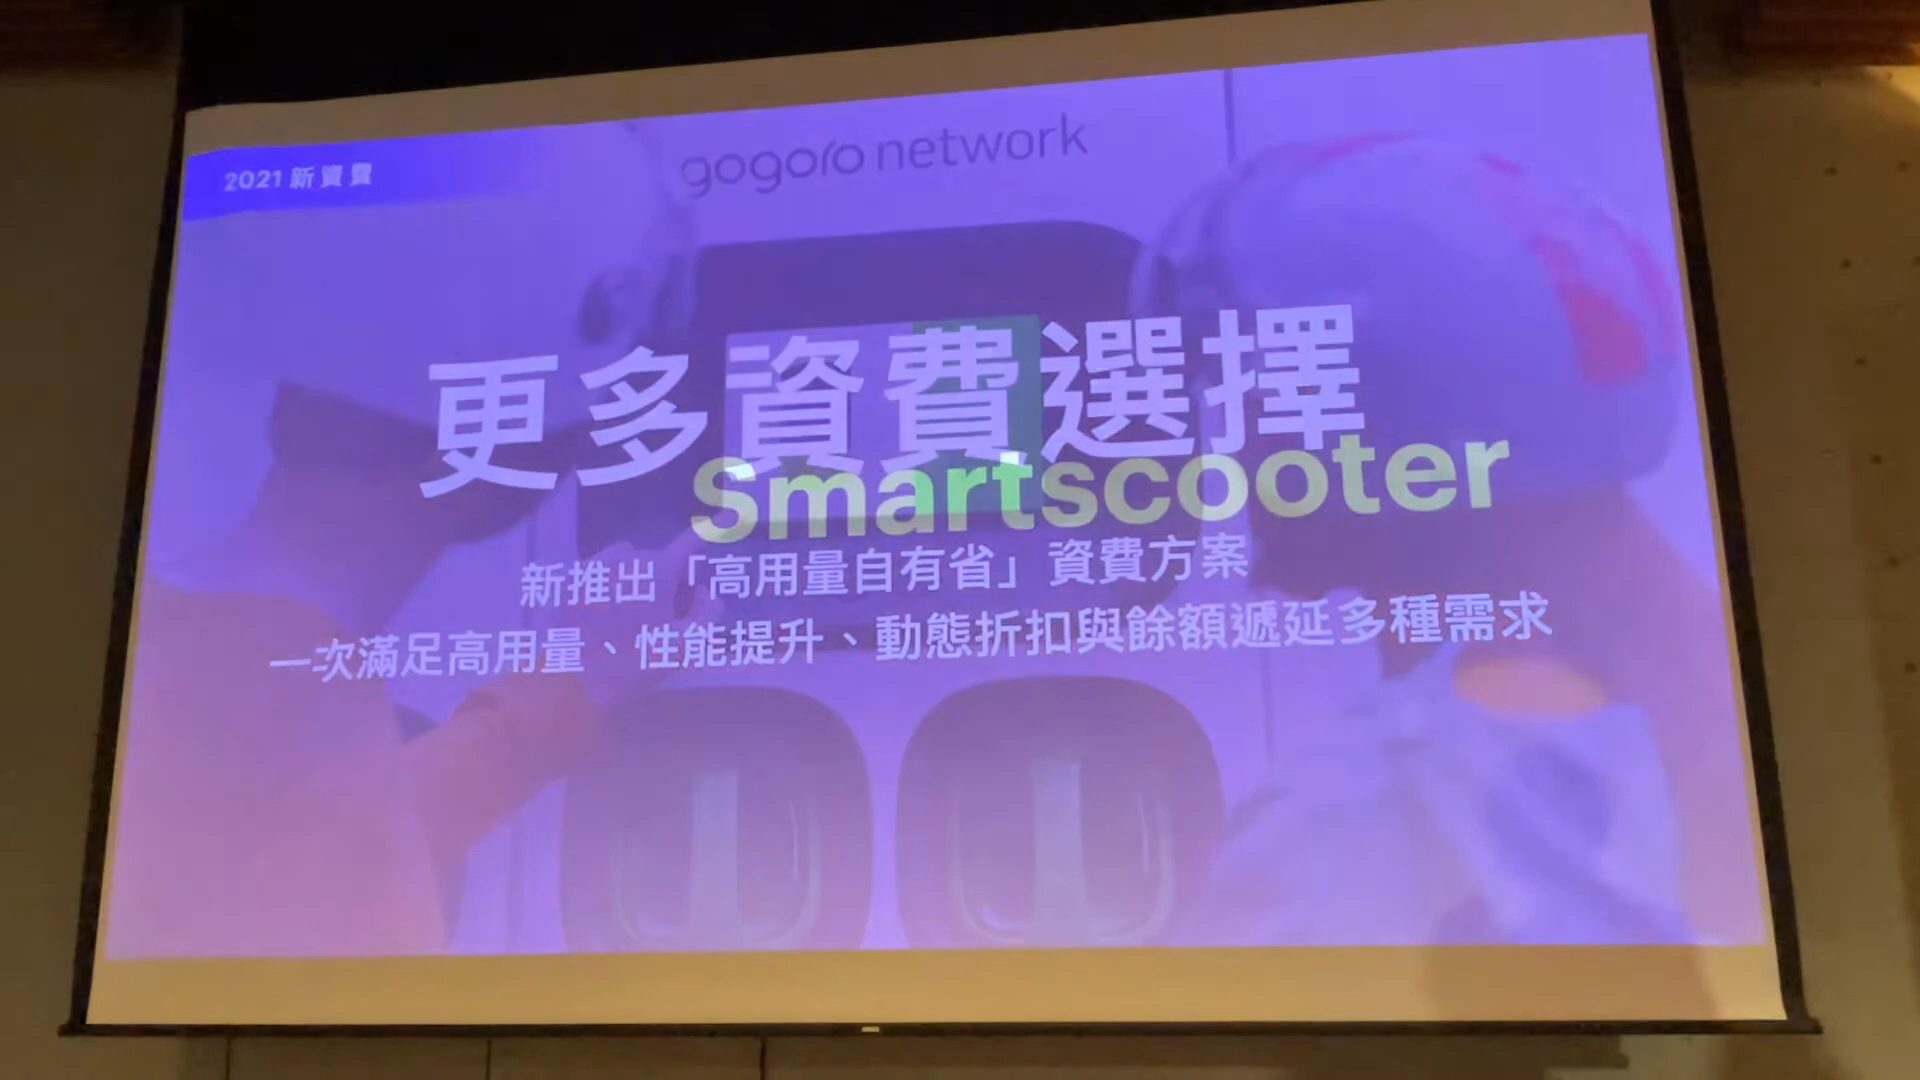 gogoro network
2021 新資費
更多資費選擇
Smartscooter
新推出「高用量自有省」資費方案
一次滿足高用量、性能提升、動態折扣與餘額遞延多種需求